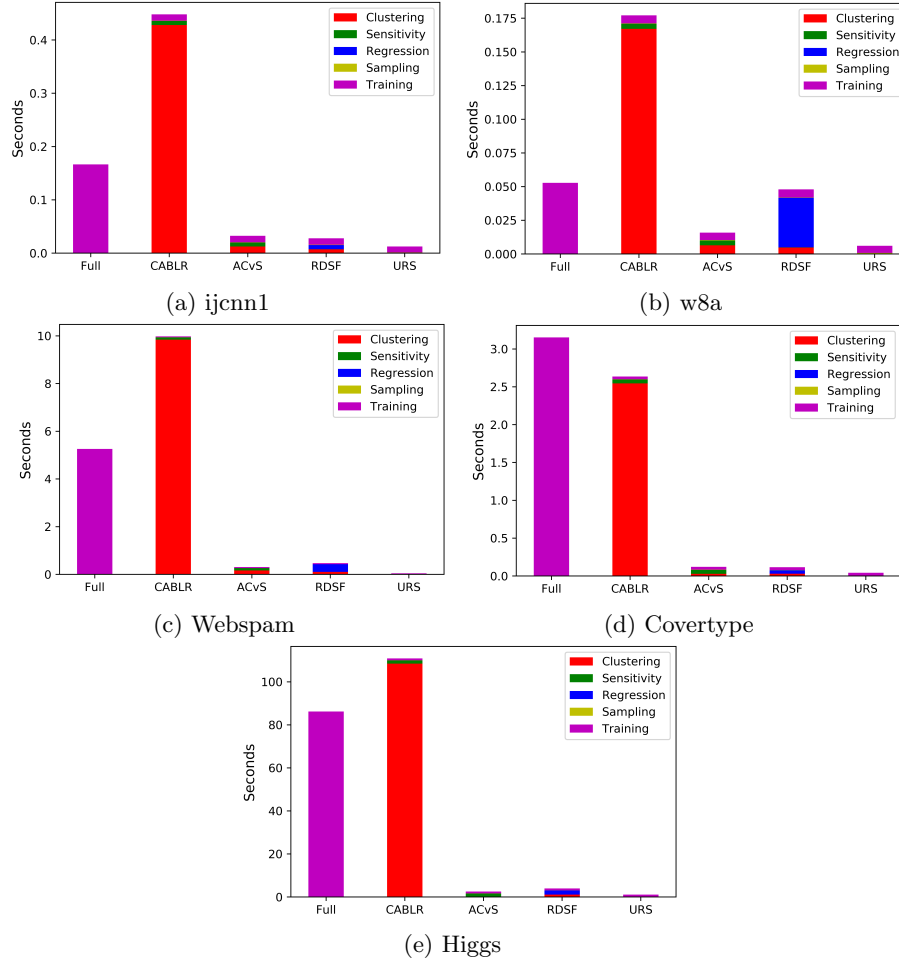 0.4
0.3
0.2
0.1
0.0
Seconds
Clustering
Sensitivity
Regression
Sampling
Training
Full CABLR ACvS RDSF URS
(a) ijcnn1
0.175
0.150
0.125
0.100
0.075
0.050
0.025
0.000
Seconds
Clustering
Sensitivity
Regression
Sampling
Training
Full CABLR ACvS RDSF URS
(b) w8a
10
8
6
4
2
0
Seconds
Clustering
Sensitivity
Regression
Sampling
Training
Full CABLR ACvS RDSF URS
(c) Webspam
3.0
2.5
2.0
1.5
1.0
0.5
0.0
Seconds
Clustering
Sensitivity
Regression
Sampling
Training
Full CABLR ACvS RDSF URS
(d) Covertype
100
80
60
40
20
0
Seconds
Clustering
Sensitivity
Regression
Sampling
Training
Full CABLR ACvS RDSF URS
(e) Higgs